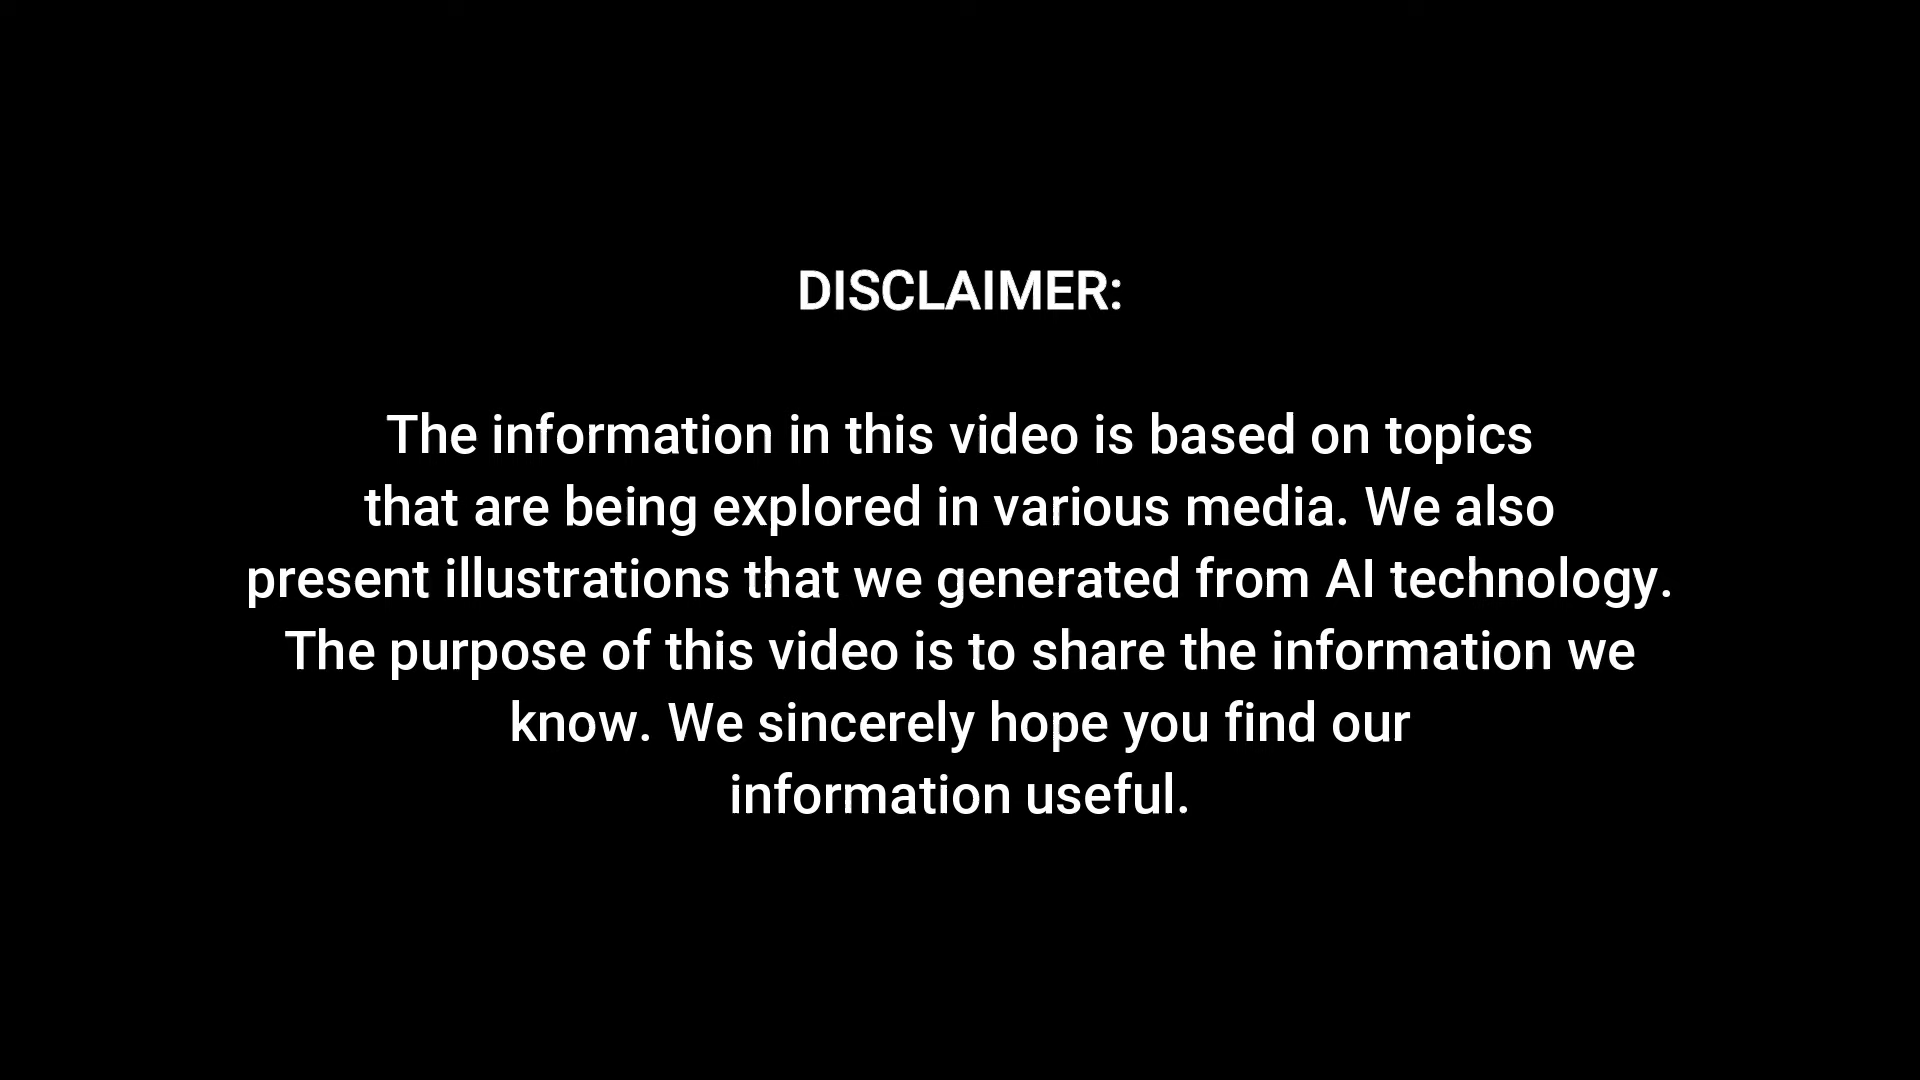 DISCLAIMER:
The information in this video is based on topics
that are being explored in various media. We also
present illustrations that we generated from AI technology.
The purpose of this video is to share the information we
know. We sincerely hope you find our
information useful.